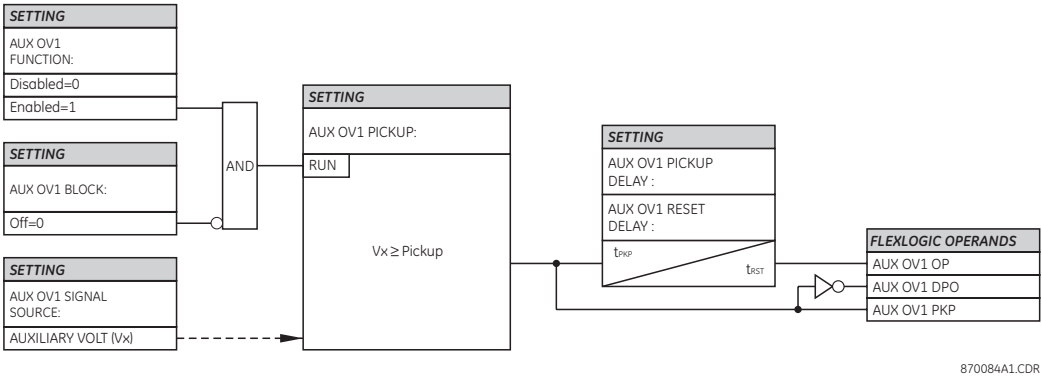 SETTING
AUX OV1
FUNCTION:
Disabled=0
Enabled=1
SETTING
AUX OV1 BLOCK:
Off=0
SETTING
AUX OV1 SIGNAL
SOURCE:
AUXILIARY VOLT (Vx)
AND
SETTING
AUX OV1 PICKUP:
RUN
Vx ≥ Pickup
SETTING
AUX OV1 PICKUP
DELAY :
AUX OV1 RESET
DELAY :
tPKP
tRST
FLEXLOGIC OPERANDS
AUX OV1 OP
AUX OV1 DPO
AUX OV1 PKP
870084A1.CDR